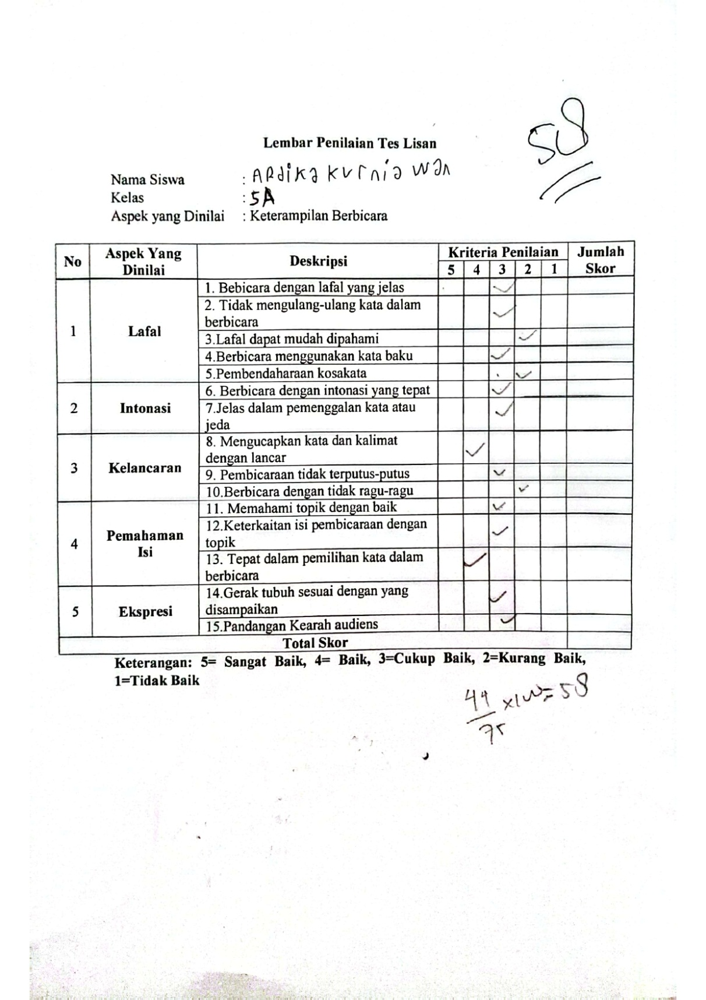 58
Lembar Penilaian Tes Lisan
Nama Siswa : ARdika kurniawan
Kelas : 5A
Aspek yang Dinilai : Keterampilan Berbicara
No Aspek Yang Dinilai Deskripsi Kriteria Penilaian Jumlah Skor
5 4 3 2 1
1 Lafal
1. Bebicara dengan lafal yang jelas ✓
2. Tidak mengulang-ulang kata dalam
berbicara ✓
3.Lafal dapat mudah dipahami ✓
4.Berbicara menggunakan kata baku ✓
5.Pembendaharaan kosakata ✓
2 Intonasi
6. Berbicara dengan intonasi yang tepat ✓
7.Jelas dalam pemenggalan kata atau
jeda ✓
3 Kelancaran
8. Mengucapkan kata dan kalimat
dengan lancar ✓
9. Pembicaraan tidak terputus-putus ✓
10.Berbicara dengan tidak ragu-ragu ✓
4 Pemahaman Isi
11. Memahami topik dengan baik ✓
12.Keterkaitan isi pembicaraan dengan
topik ✓
13. Tepat dalam pemilihan kata dalam
berbicara ✓
5 Ekspresi
14.Gerak tubuh sesuai dengan yang
disampaikan ✓
15.Pandangan Kearah audiens ✓
Total Skor
Keterangan: 5= Sangat Baik, 4= Baik, 3=Cukup Baik, 2=Kurang Baik,
1=Tidak Baik
44/75 x100= 58